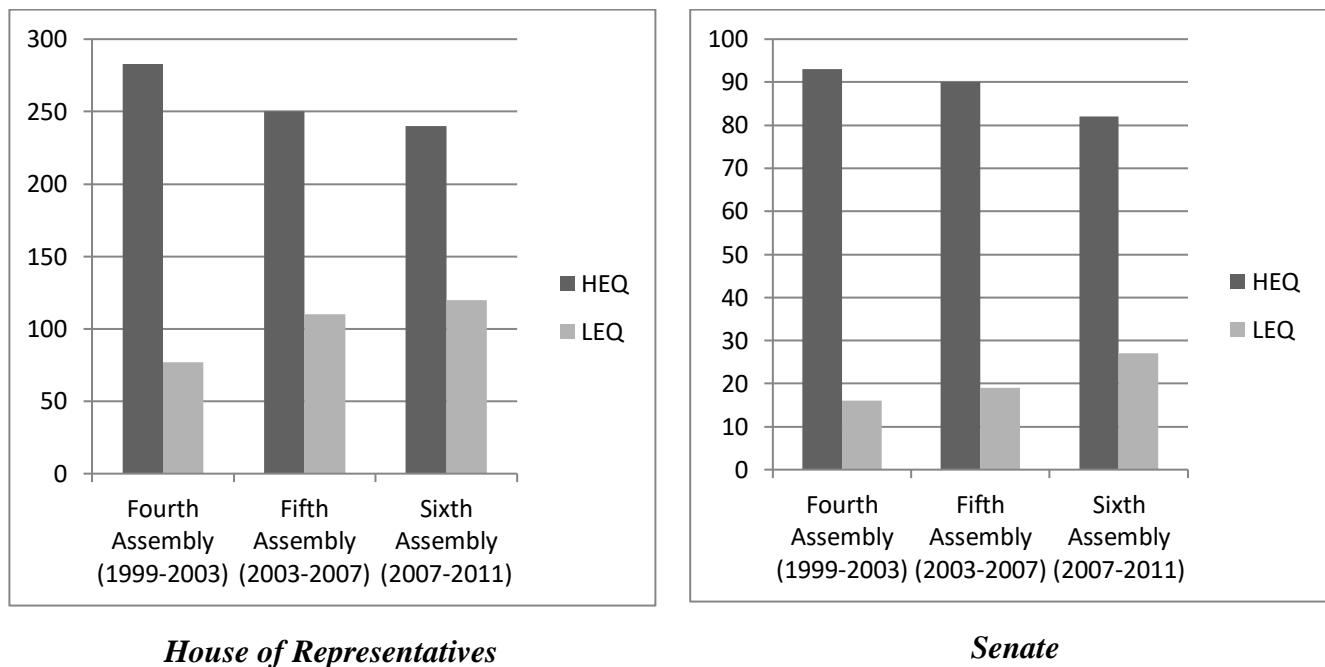 300
250
200
150
100
50
0
HEQ
LEQ
Fourth Assembly (1999-2003)
Fifth Assembly (2003-2007)
Sixth Assembly (2007-2011)
House of Representatives
100
90
80
70
60
50
40
30
20
10
0
HEQ
LEQ
Fourth Assembly (1999-2003)
Fifth Assembly (2003-2007)
Sixth Assembly (2007-2011)
Senate